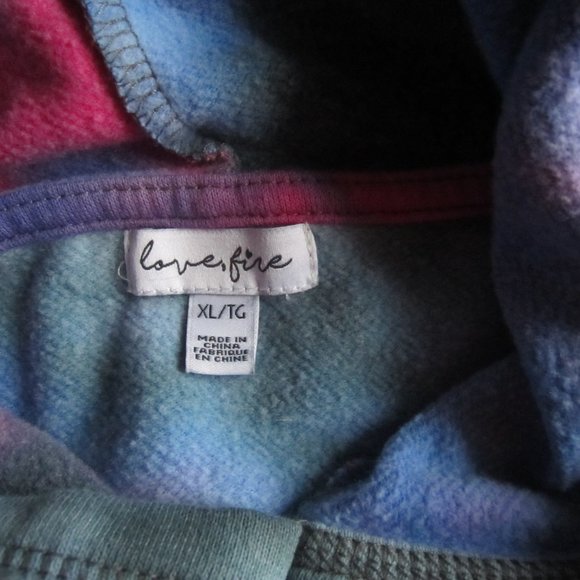 love, fire
XL/TG
MADE IN
CHINA
FABRIQUE
EN CHINE